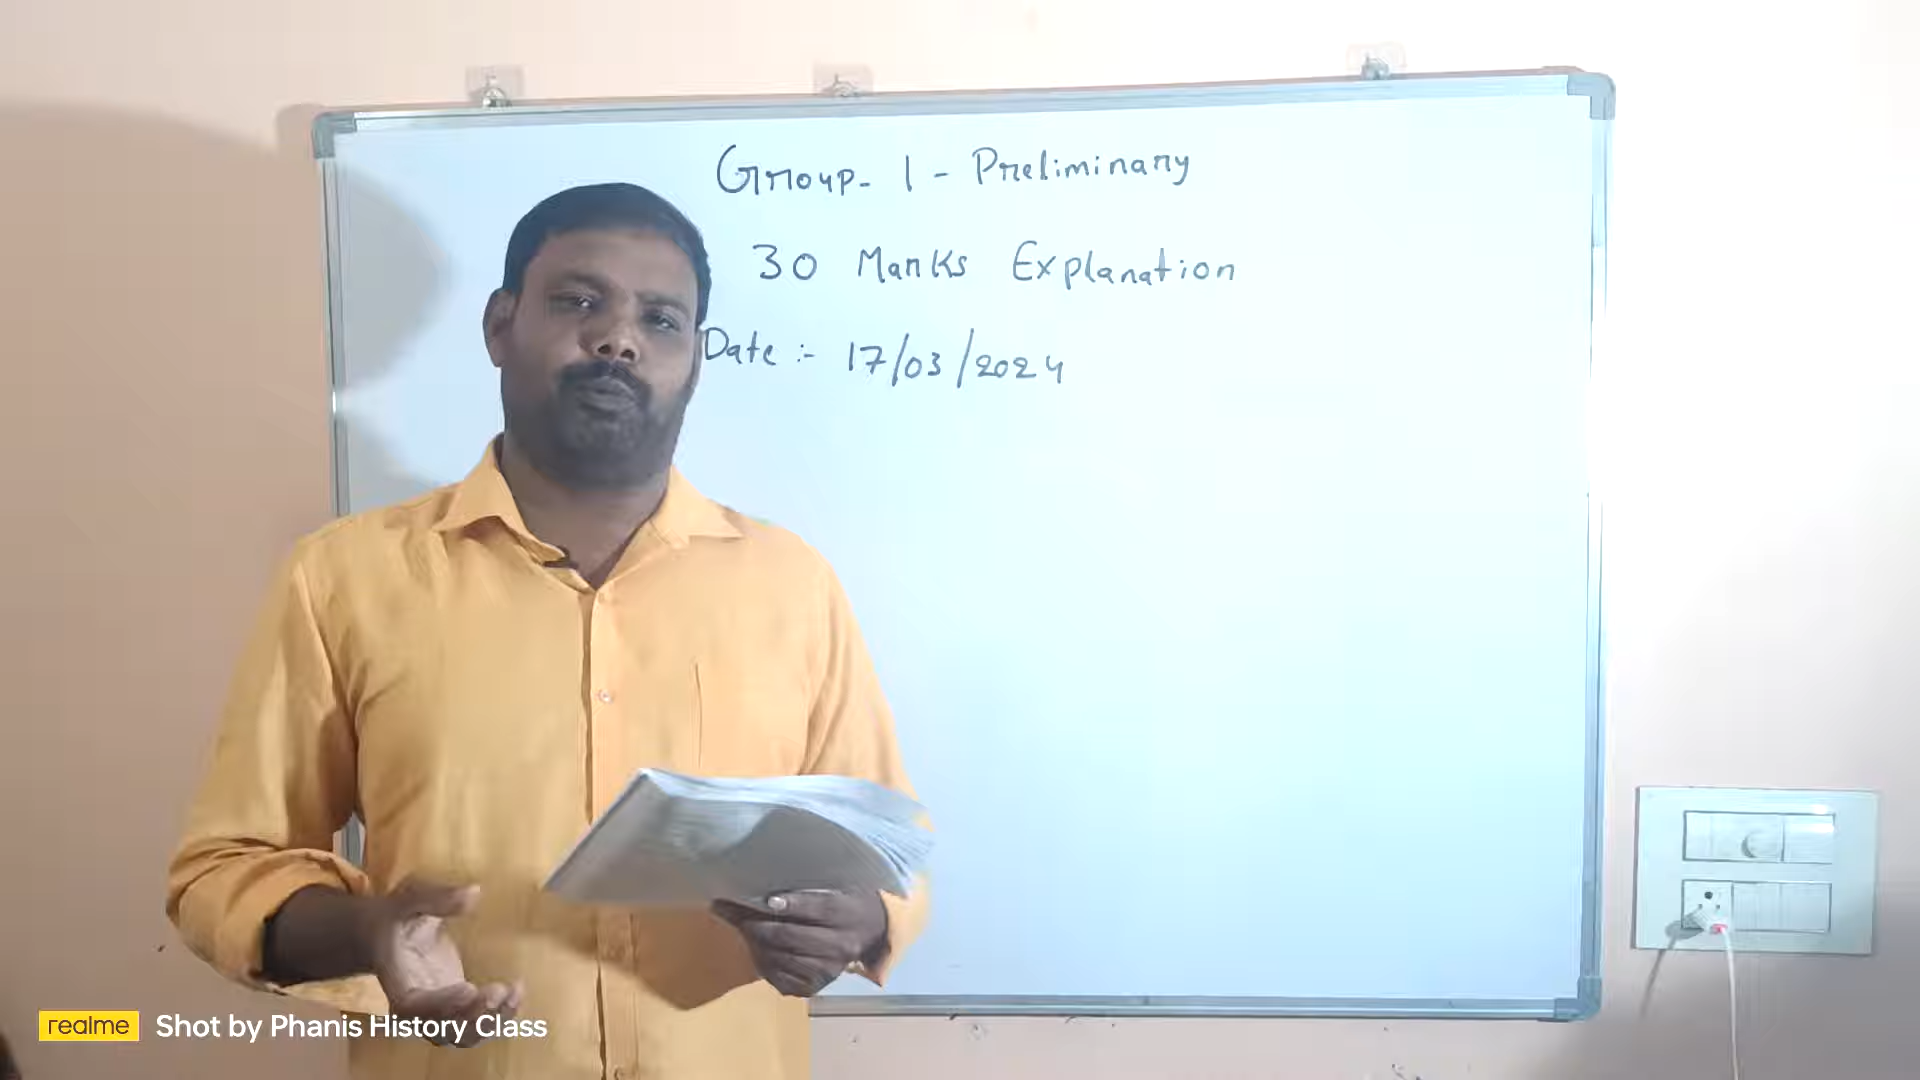 Group- 1 - Preliminary
30 Marks Explanation
Date :- 17/03/2024
realme Shot by Phanis History Class